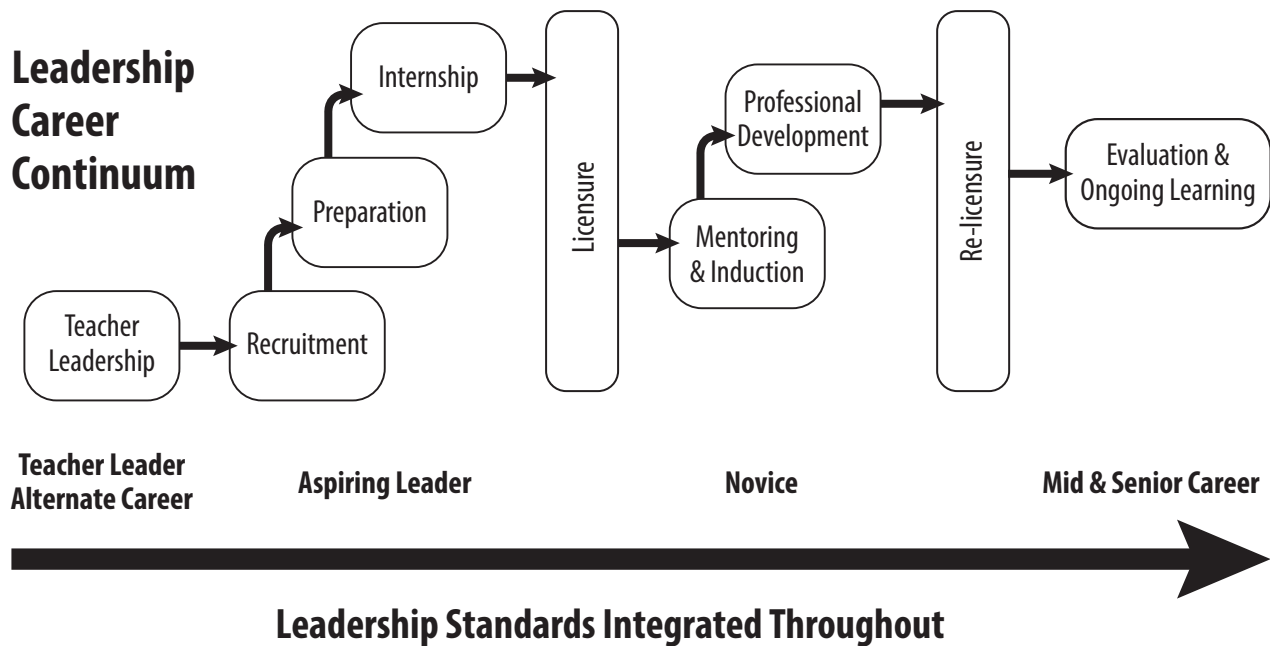 Leadership
Career
Continuum
Teacher
Leadership
Recruitment
Preparation
Internship
Licensure
Mentoring
& Induction
Professional
Development
Re-licensure
Evaluation &
Ongoing Learning
Teacher Leader
Alternate Career
Aspiring Leader
Novice
Mid & Senior Career
Leadership Standards Integrated Throughout